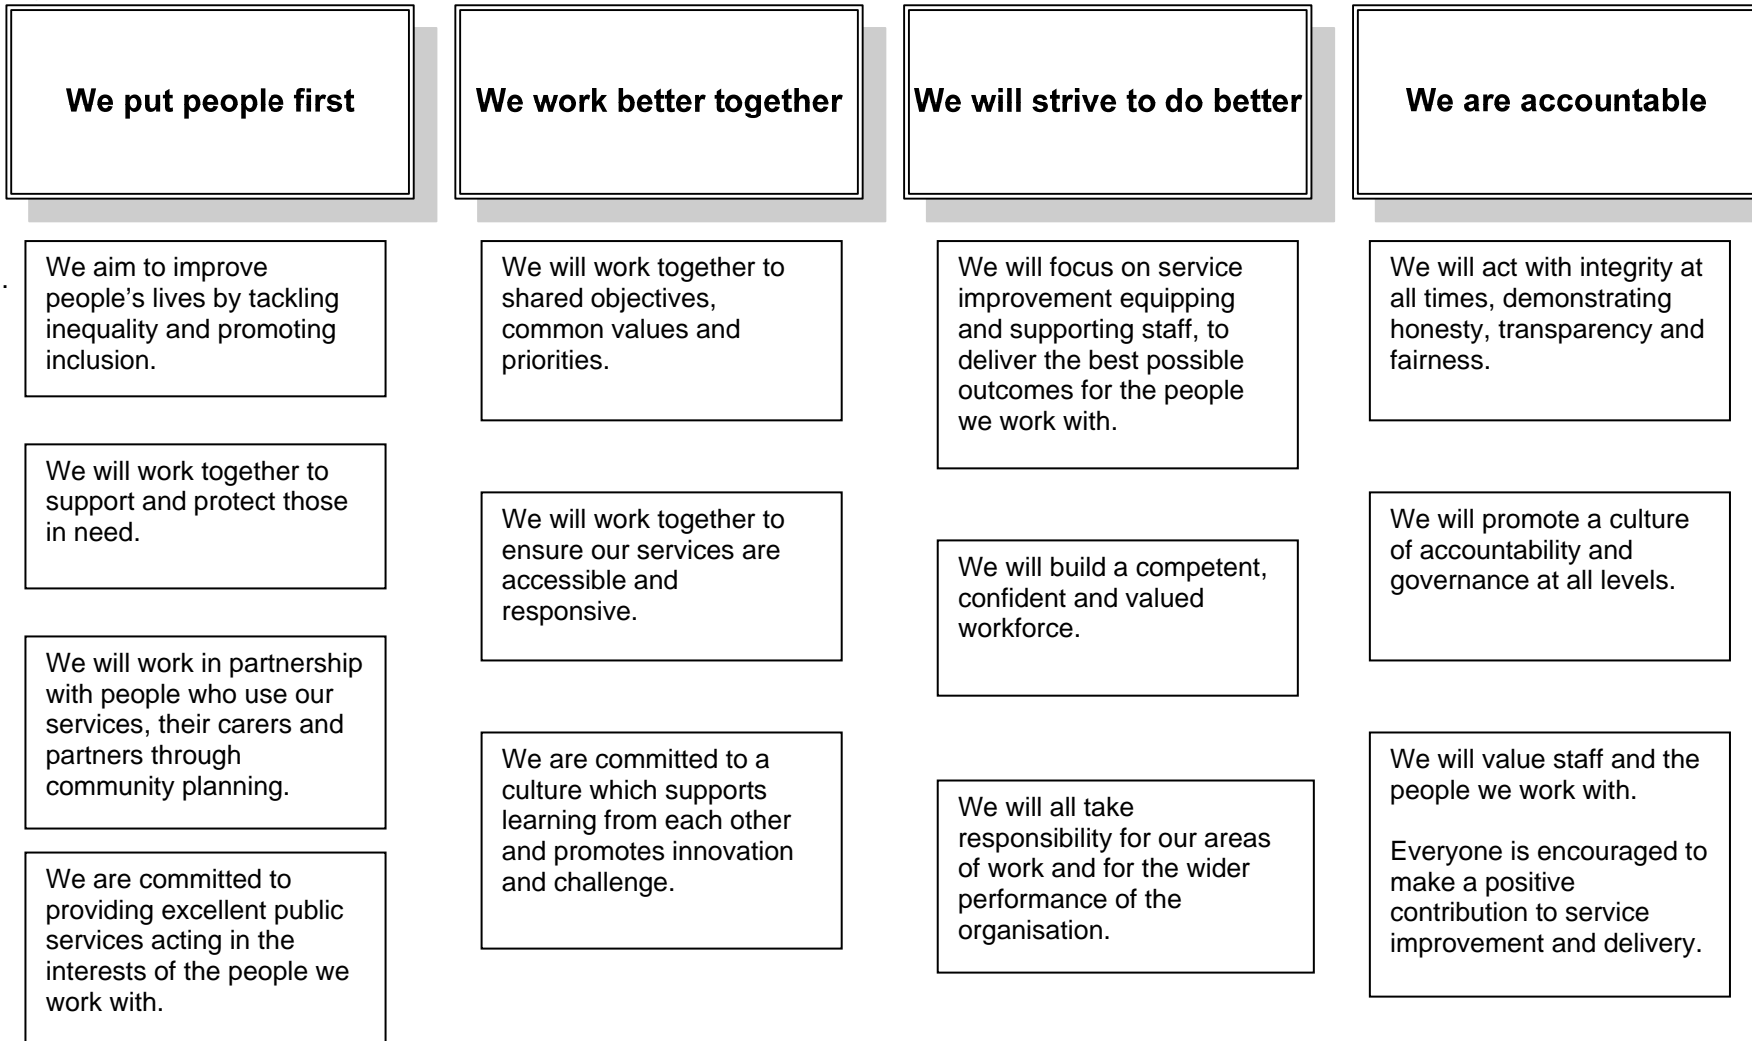 We put people first
We work better together
We will strive to do better
We are accountable
.
We aim to improve
people’s lives by tackling
inequality and promoting
inclusion.
We will work together to
support and protect those
in need.
We will work in partnership
with people who use our
services, their carers and
partners through
community planning.
We are committed to
providing excellent public
services acting in the
interests of the people we
work with.
We will work together to
shared objectives,
common values and
priorities.
We will work together to
ensure our services are
accessible and
responsive.
We are committed to a
culture which supports
learning from each other
and promotes innovation
and challenge.
We will focus on service
improvement equipping
and supporting staff, to
deliver the best possible
outcomes for the people
we work with.
We will build a competent,
confident and valued
workforce.
We will all take
responsibility for our areas
of work and for the wider
performance of the
organisation.
We will act with integrity at
all times, demonstrating
honesty, transparency and
fairness.
We will promote a culture
of accountability and
governance at all levels.
We will value staff and the
people we work with.
Everyone is encouraged to
make a positive
contribution to service
improvement and delivery.